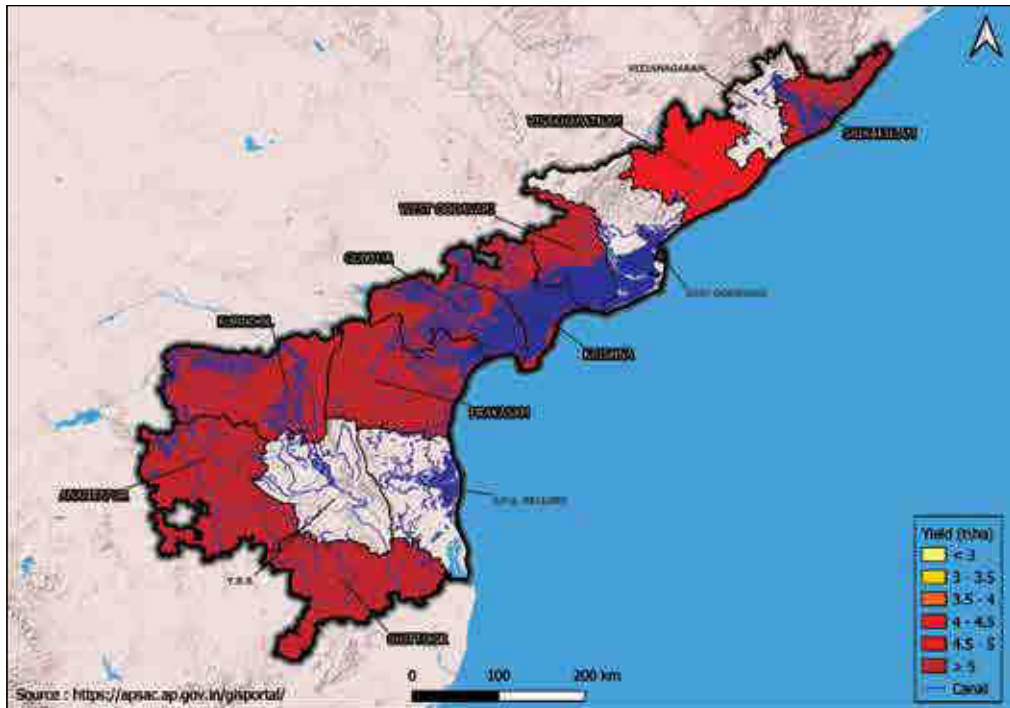 VIZIANAGARAM
VISAKHAPATNAM
SRIKAKULAM
WEST GODAVARI
GUNTUR
EAST GODAVARI
KURNOOL
KRISHNA
PRAKASAM
ANANTAPUR
S.P.S. NELLORE
Y.S.R.
CHITTOOR
Yield (t/ha)
< 3
3 - 3.5
3.5 - 4
4 - 4.5
4.5 - 5
> 5
Canal
0 100 200 km
Source : https://apsac.ap.gov.in/gisportal/